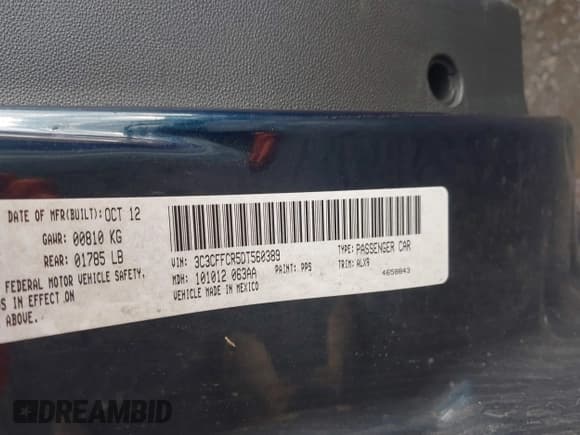 DATE OF MFR(BUILT): OCT 12
GAWR: 00810 KG
REAR: 01785 LB
FEDERAL MOTOR VEHICLE SAFETY,
S IN EFFECT ON
ABOVE.
VIN: 3C3CFFCR5DT560389
TYPE: PASSENGER CAR
MDH: 101012 063AA
PAINT: PPS
TRIM: ALX9
VEHICLE MADE IN MEXICO
4658843
DREAMBID